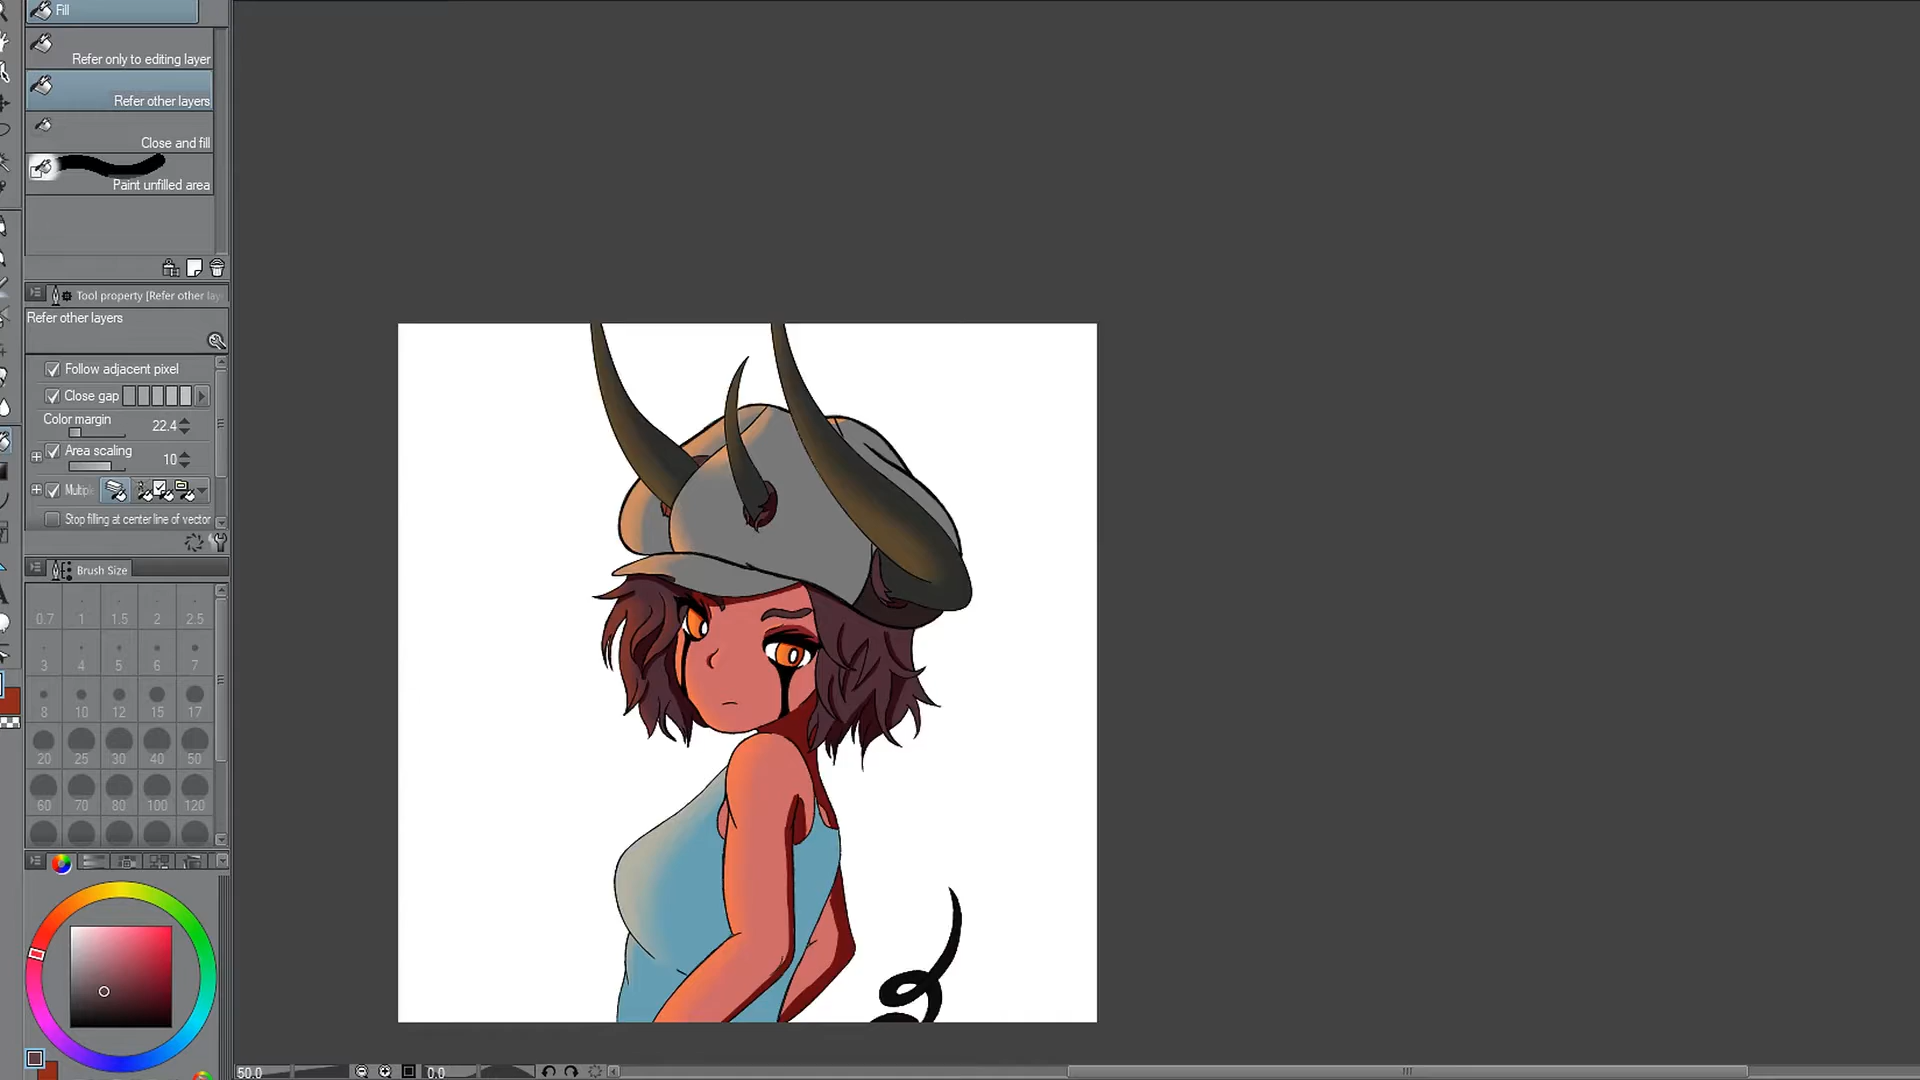 Fill
Refer only to editing layer
Refer other layers
Close and fill
Paint unfilled area
Tool property [Refer other lay
Refer other layers
Follow adjacent pixel
Close gap
Color margin 22.4
Area scaling 10
Multiple
Stop filling at center line of vector
Brush Size
0.7 1 1.5 2 2.5
3 4 5 6 7
8 10 12 15 17
20 25 30 40 50
60 70 80 100 120
50.0 0.0